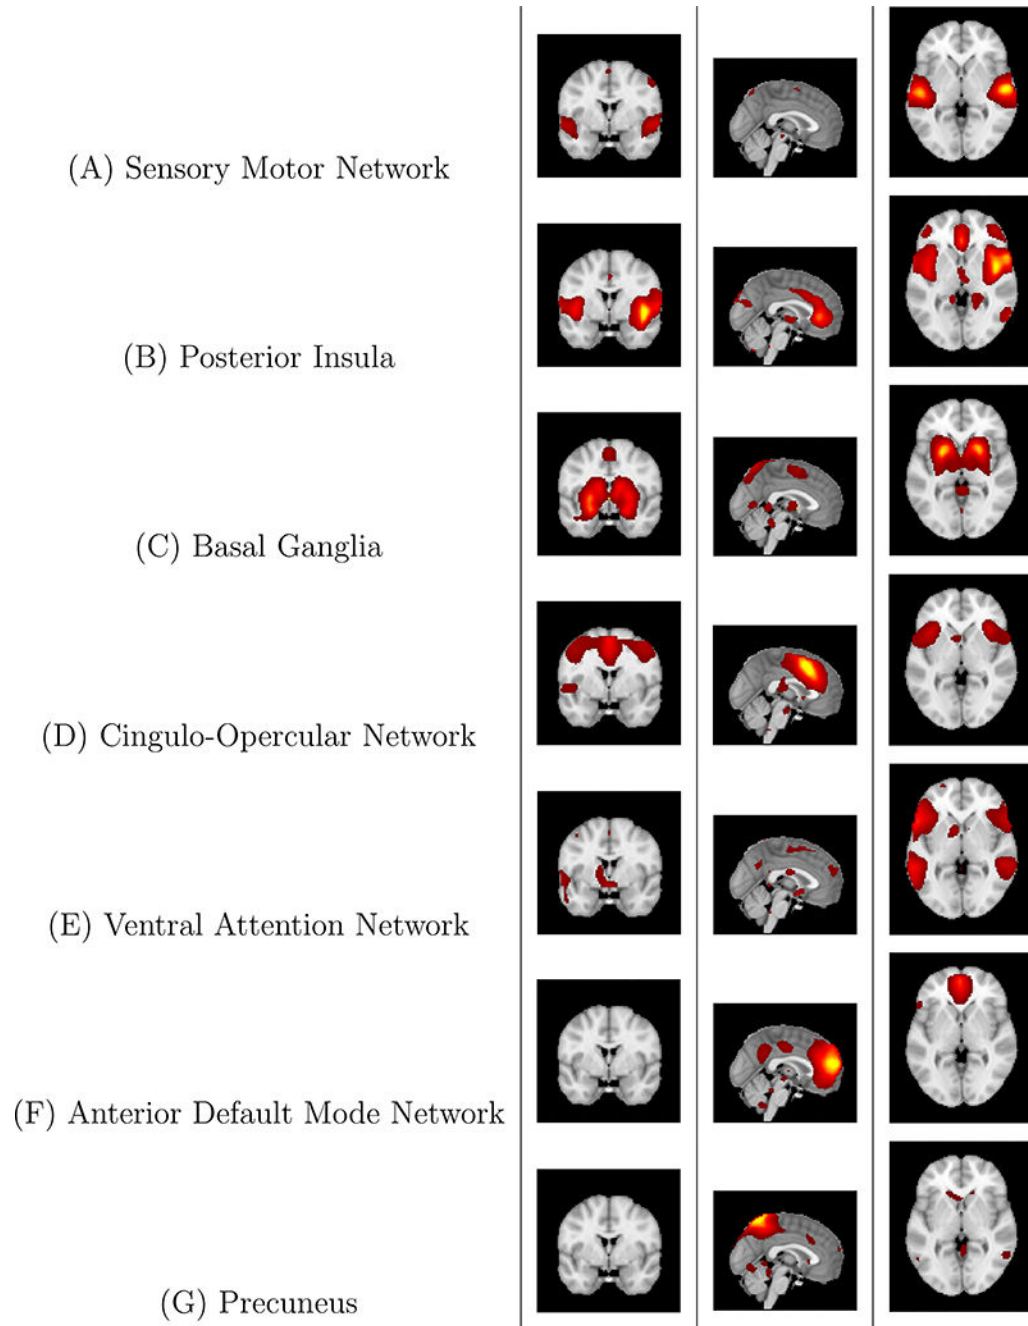 (A) Sensory Motor Network
(B) Posterior Insula
(C) Basal Ganglia
(D) Cingulo-Opercular Network
(E) Ventral Attention Network
(F) Anterior Default Mode Network
(G) Precuneus